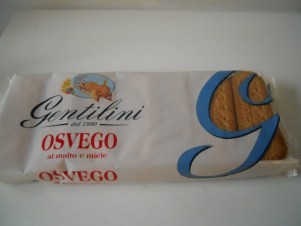 Gentilini
dal 1890
OSVEGO
al malto e miele
OSVEGO
G